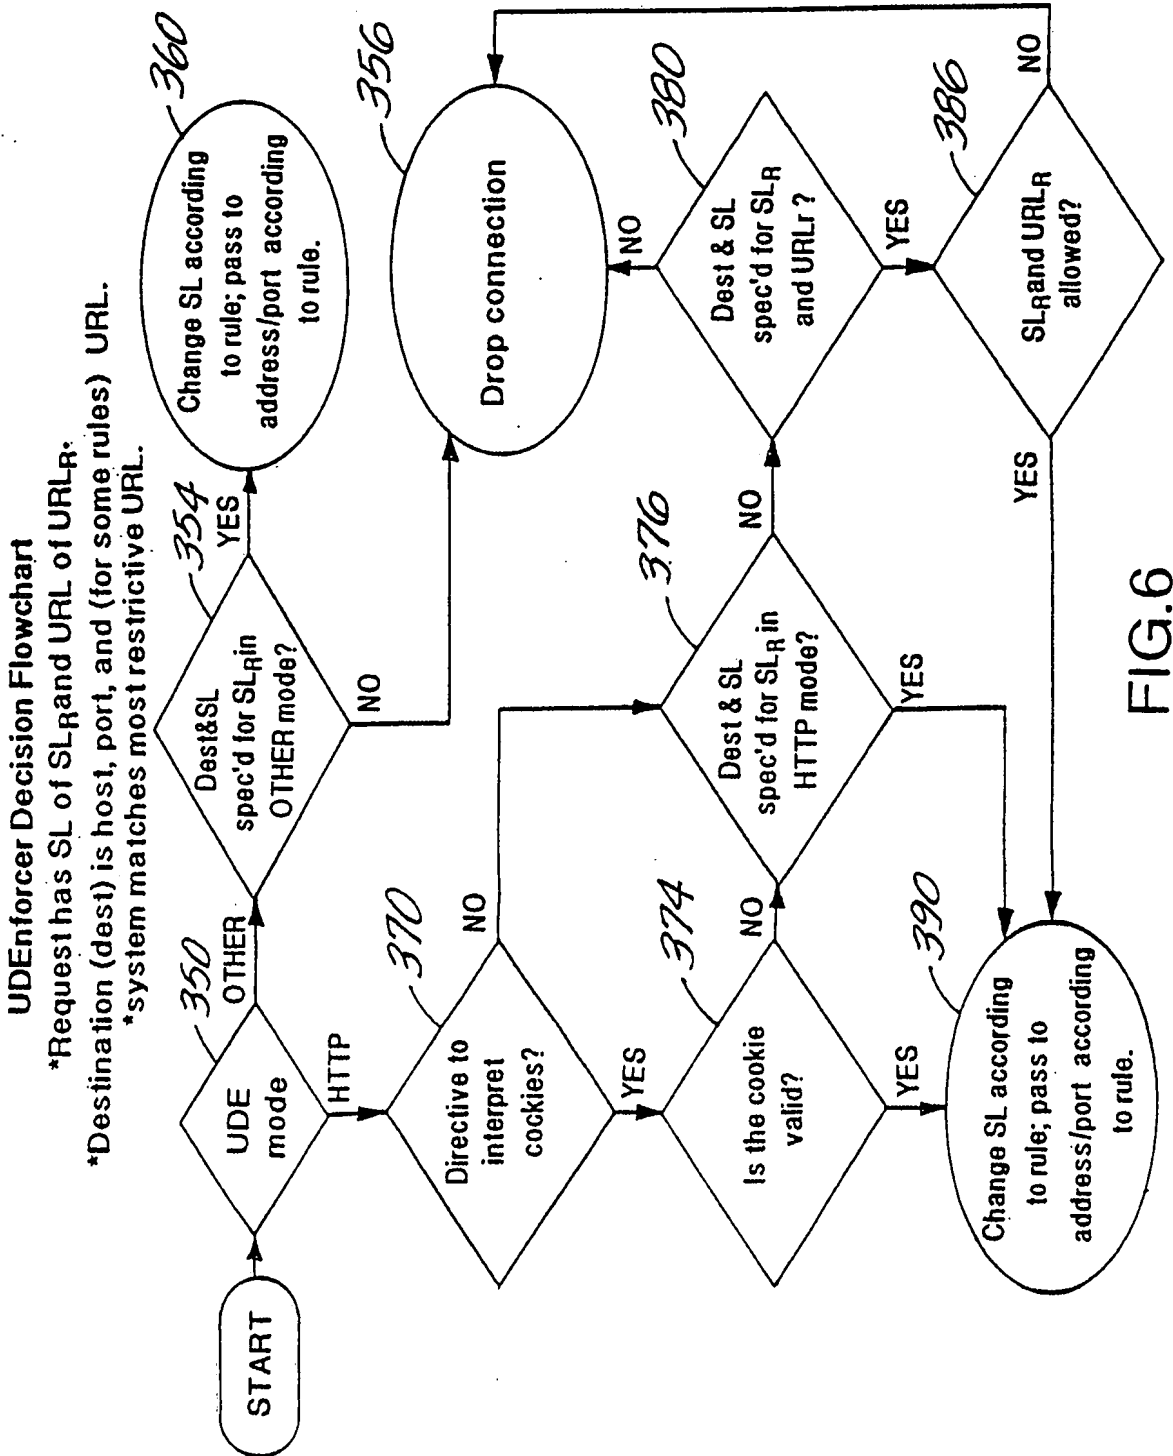 UDEnforcer Decision Flowchart
*Request has SL of SLR and URL of URLR.
*Destination (dest) is host, port, and (for some rules) URL.
*system matches most restrictive URL.
START
350
UDE
mode
OTHER
HTTP
354
Dest&SL
spec'd for SLR in
OTHER mode?
YES
NO
360
Change SL according
to rule; pass to
address/port according
to rule.
370
Directive to
interpret
cockies?
NO
YES
356
Drop connection
374
Is the cookie
valid?
NO
YES
376
Dest & SL
spec'd for SLR in
HTTP mode?
NO
YES
380
Dest & SL
spec'd for SLR
and URLr ?
NO
YES
390
Change SL according
to rule; pass to
address/port according
to rule.
386
SLR and URLR
allowed?
YES
NO
FIG.6